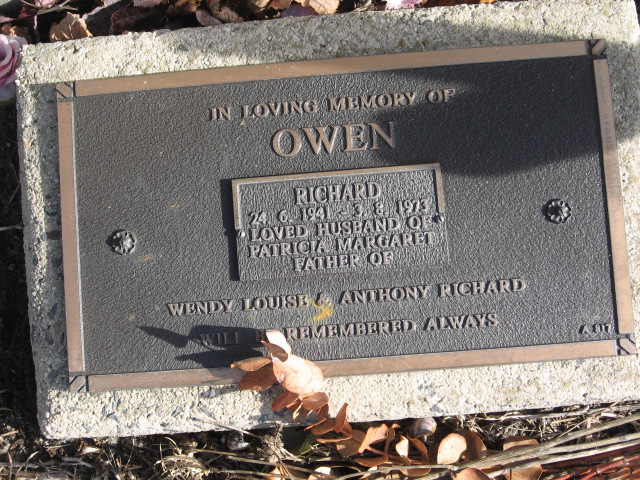 IN LOVING MEMORY OF
OWEN
RICHARD
24. 6. 1941 - 3. 8. 1973
LOVED HUSBAND OF
PATRICIA MARGARET
FATHER OF
WENDY LOUISE & ANTHONY RICHARD
WILL REMEMBERED ALWAYS
A 817